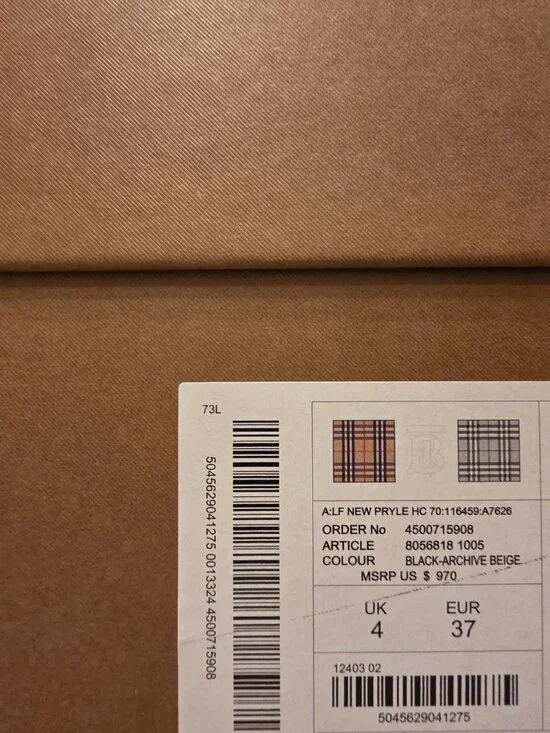 73L
5045629041275 0013324 4500715908
A:LF NEW PRYLE HC 70:116459:A7626
ORDER No 4500715908
ARTICLE 8056818 1005
COLOUR BLACK-ARCHIVE BEIGE
MSRP US $ 970
UK EUR
4 37
12403 02
5045629041275